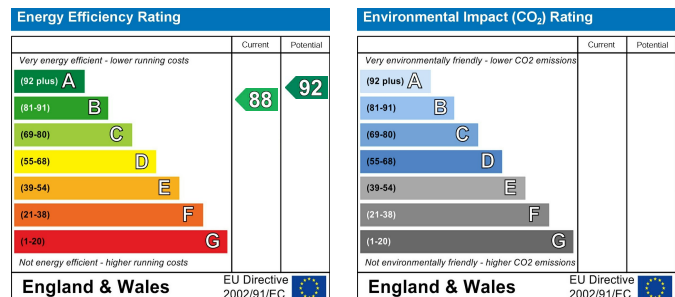 Energy Efficiency Rating
Current Potential
Very energy efficient - lower running costs
(92 plus) A
(81-91) B
(69-80) C
(55-68) D
(39-54) E
(21-38) F
(1-20) G
88
92
Not energy efficient - higher running costs
England & Wales
EU Directive
2002/91/EC
Environmental Impact (CO₂) Rating
Current Potential
Very environmentally friendly - lower CO2 emissions
(92 plus) A
(81-91) B
(69-80) C
(55-68) D
(39-54) E
(21-38) F
(1-20) G
Not environmentally friendly - higher CO2 emissions
England & Wales
EU Directive
2002/91/EC